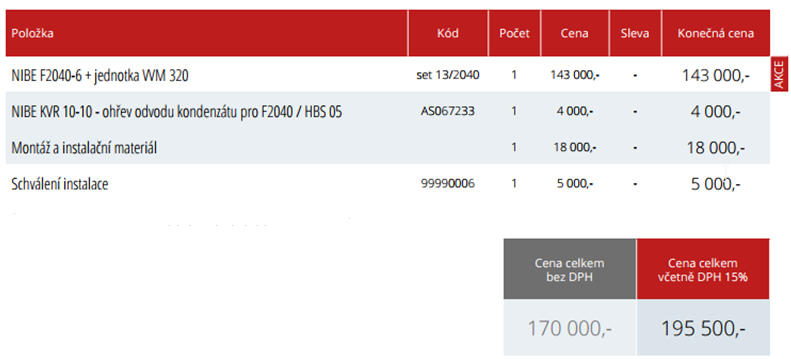 Položka Kód Počet Cena Sleva Konečná cena
NIBE F2040-6 + jednotka WM 320 set 13/2040 1 143 000,- - 143 000,-
AKCE
NIBE KVR 10-10 - ohřev odvodu kondenzátu pro F2040 / HBS 05 AS067233 1 4 000,- - 4 000,-
Montáž a instalační materiál 1 18 000,- - 18 000,-
Schválení instalace 99990006 1 5 000,- - 5 000,-
Cena celkem
bez DPH
Cena celkem
včetně DPH 15%
170 000,- 195 500,-